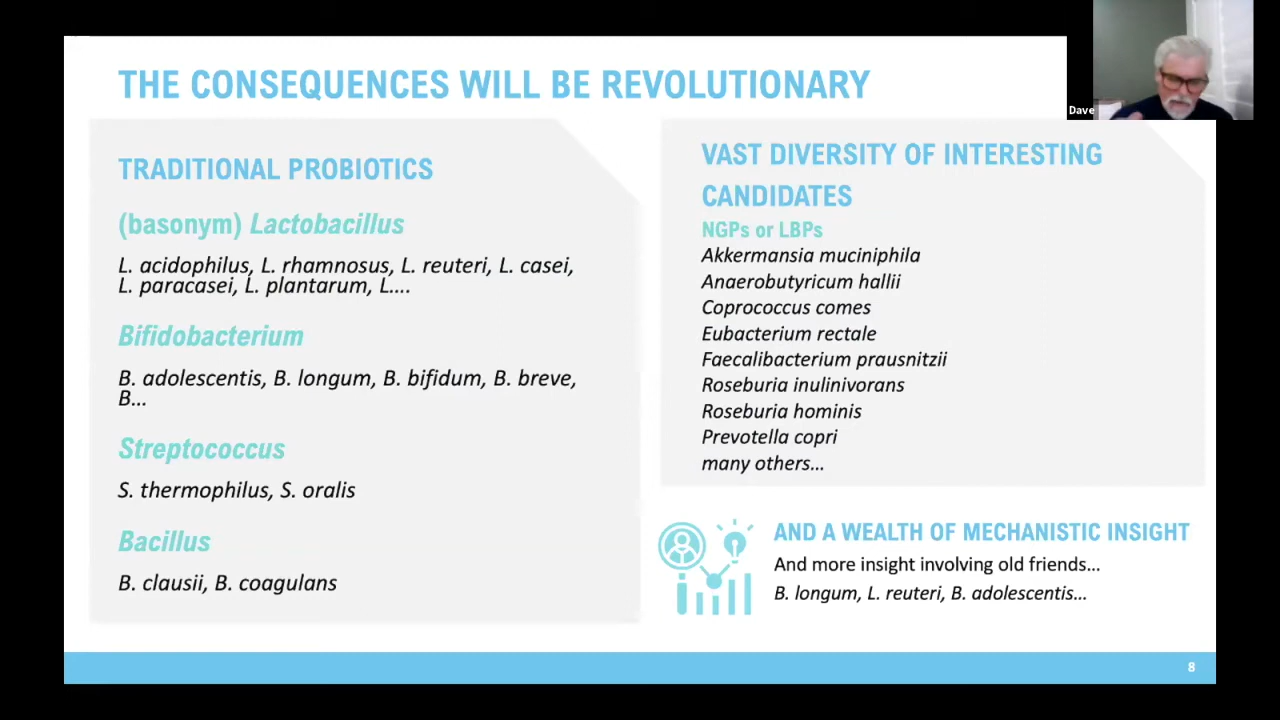 THE CONSEQUENCES WILL BE REVOLUTIONARY
Dave
TRADITIONAL PROBIOTICS
(basonym) Lactobacillus
L. acidophilus, L. rhamnosus, L. reuteri, L. casei,
L. paracasei, L. plantarum, L....
Bifidobacterium
B. adolescentis, B. longum, B. bifidum, B. breve,
B...
Streptococcus
S. thermophilus, S. oralis
Bacillus
B. clausii, B. coagulans
VAST DIVERSITY OF INTERESTING
CANDIDATES
NGPs or LBPs
Akkermansia muciniphila
Anaerobutyricum hallii
Coprococcus comes
Eubacterium rectale
Faecalibacterium prausnitzii
Roseburia inulinivorans
Roseburia hominis
Prevotella copri
many others...
AND A WEALTH OF MECHANISTIC INSIGHT
And more insight involving old friends...
B. longum, L. reuteri, B. adolescentis...
8